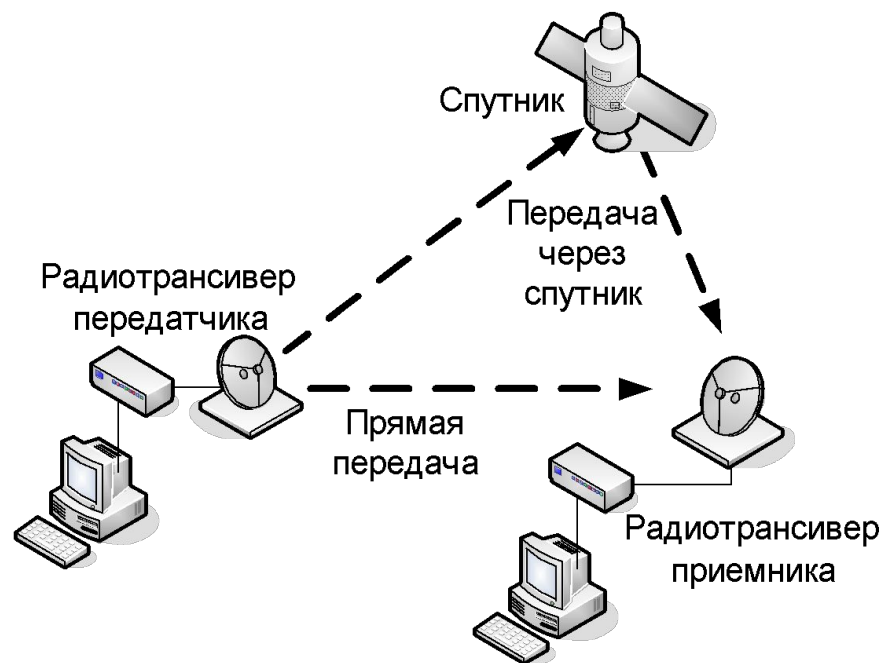 Спутник
Передача
через
спутник
Радиотрансивер
передатчика
Прямая
передача
Радиотрансивер
приемника